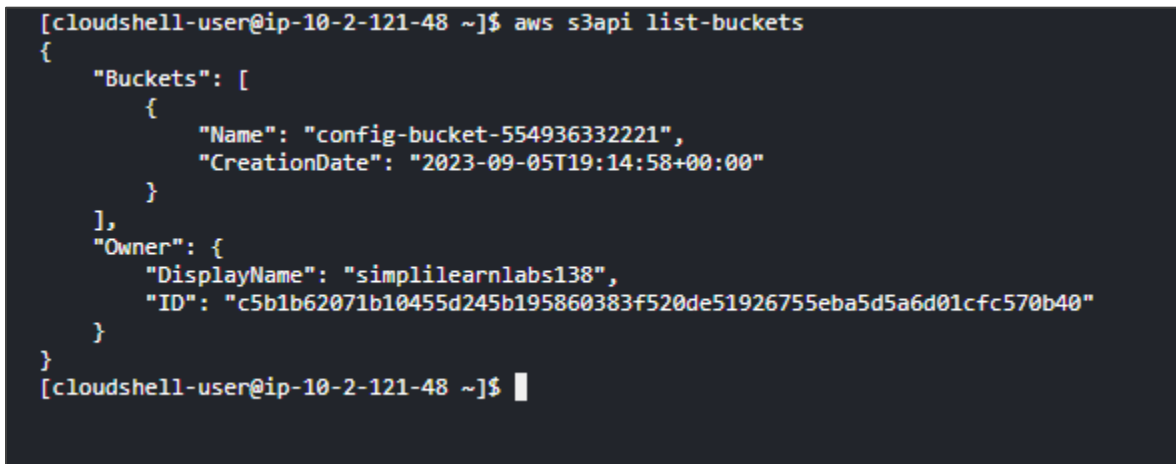 [cloudshell-user@ip-10-2-121-48 ~]$ aws s3api list-buckets
{
    "Buckets": [
        {
            "Name": "config-bucket-554936332221",
            "CreationDate": "2023-09-05T19:14:58+00:00"
        }
    ],
    "Owner": {
        "DisplayName": "simplilearnlabs138",
        "ID": "c5b1b62071b10455d245b195860383f520de51926755eba5d5a6d01cfc570b40"
    }
}
[cloudshell-user@ip-10-2-121-48 ~]$